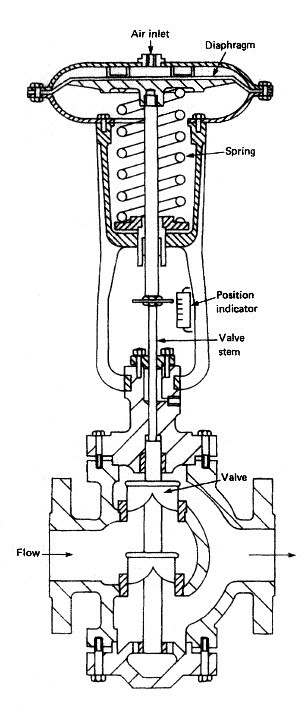 Air inlet
Diaphragm
Spring
Position
indicator
Valve
stem
Valve
Flow